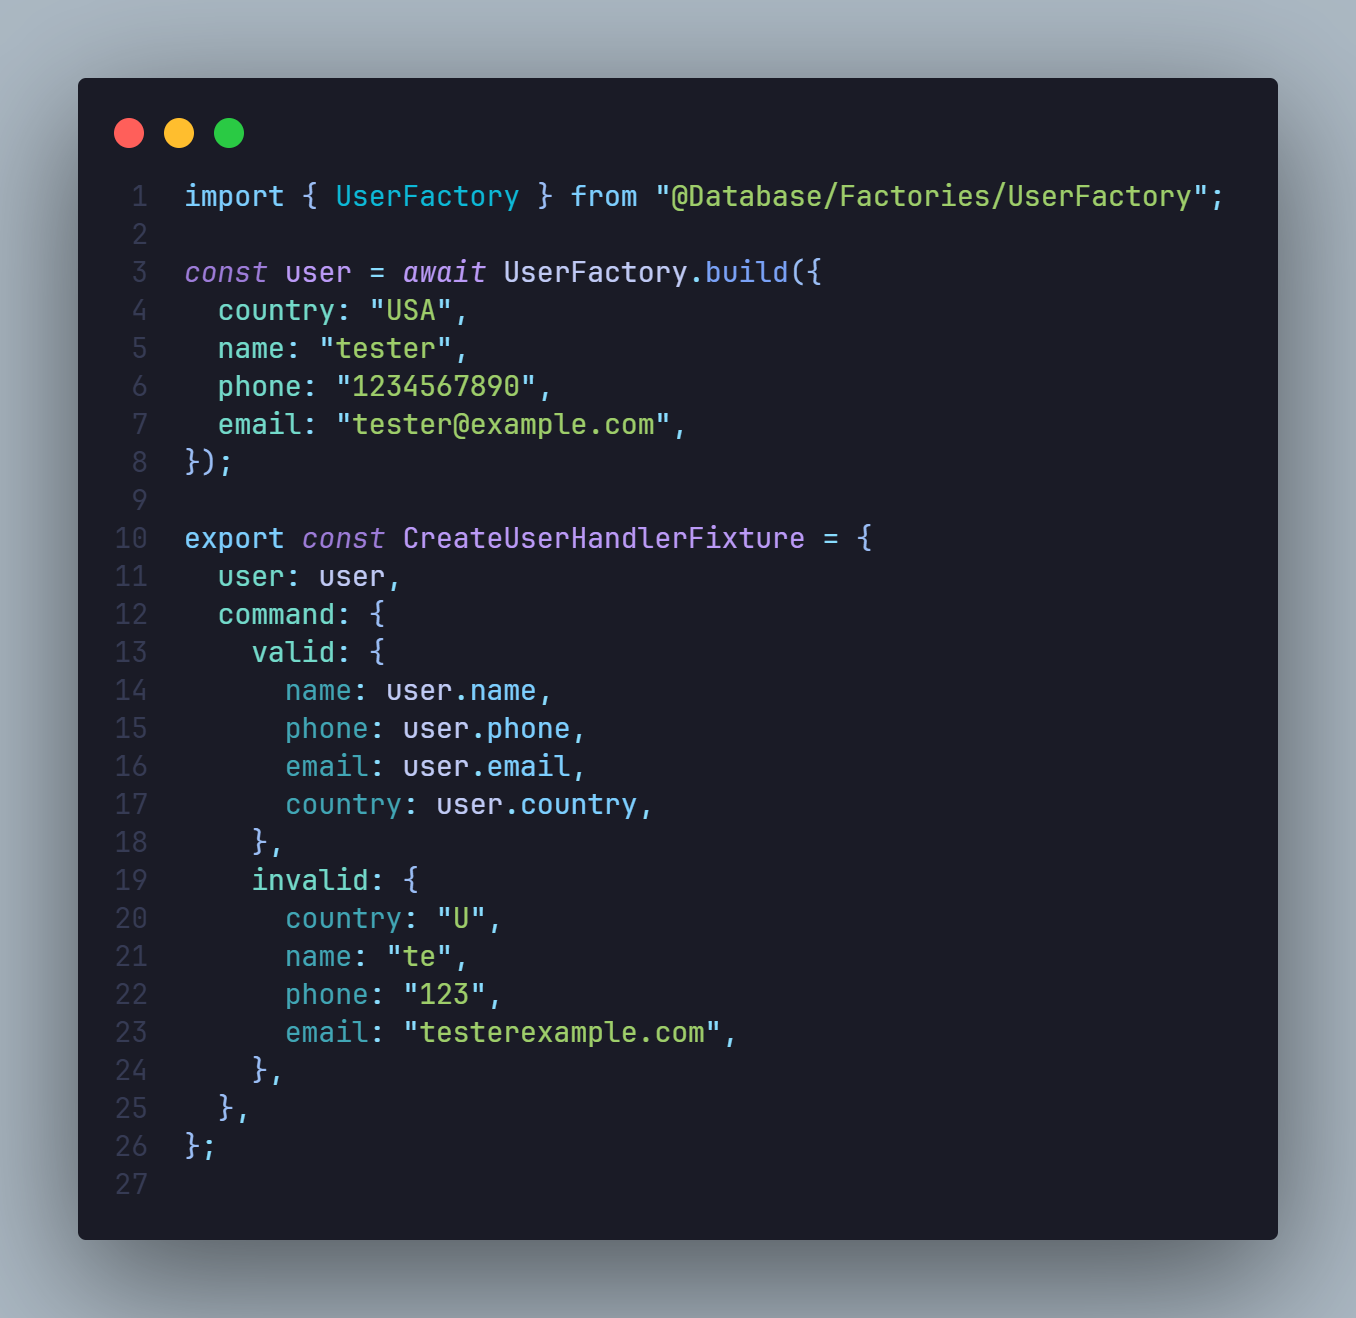 1 import { UserFactory } from "@Database/Factories/UserFactory";
2
3 const user = await UserFactory.build({
4   country: "USA",
5   name: "tester",
6   phone: "1234567890",
7   email: "tester@example.com",
8 });
9
10 export const CreateUserHandlerFixture = {
11   user: user,
12   command: {
13     valid: {
14       name: user.name,
15       phone: user.phone,
16       email: user.email,
17       country: user.country,
18     },
19     invalid: {
20       country: "U",
21       name: "te",
22       phone: "123",
23       email: "testerexample.com",
24     },
25   },
26 };
27